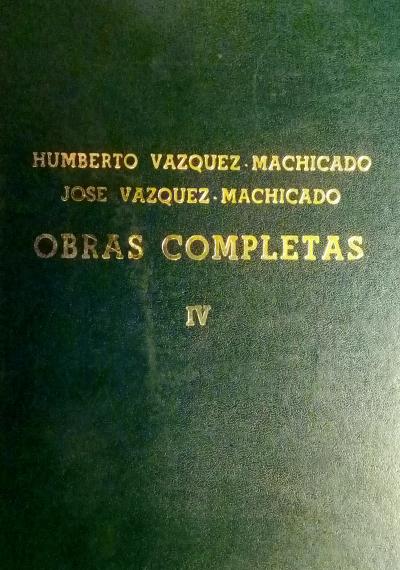 HUMBERTO VAZQUEZ-MACHICADO
JOSE VAZQUEZ-MACHICADO
OBRAS COMPLETAS
IV